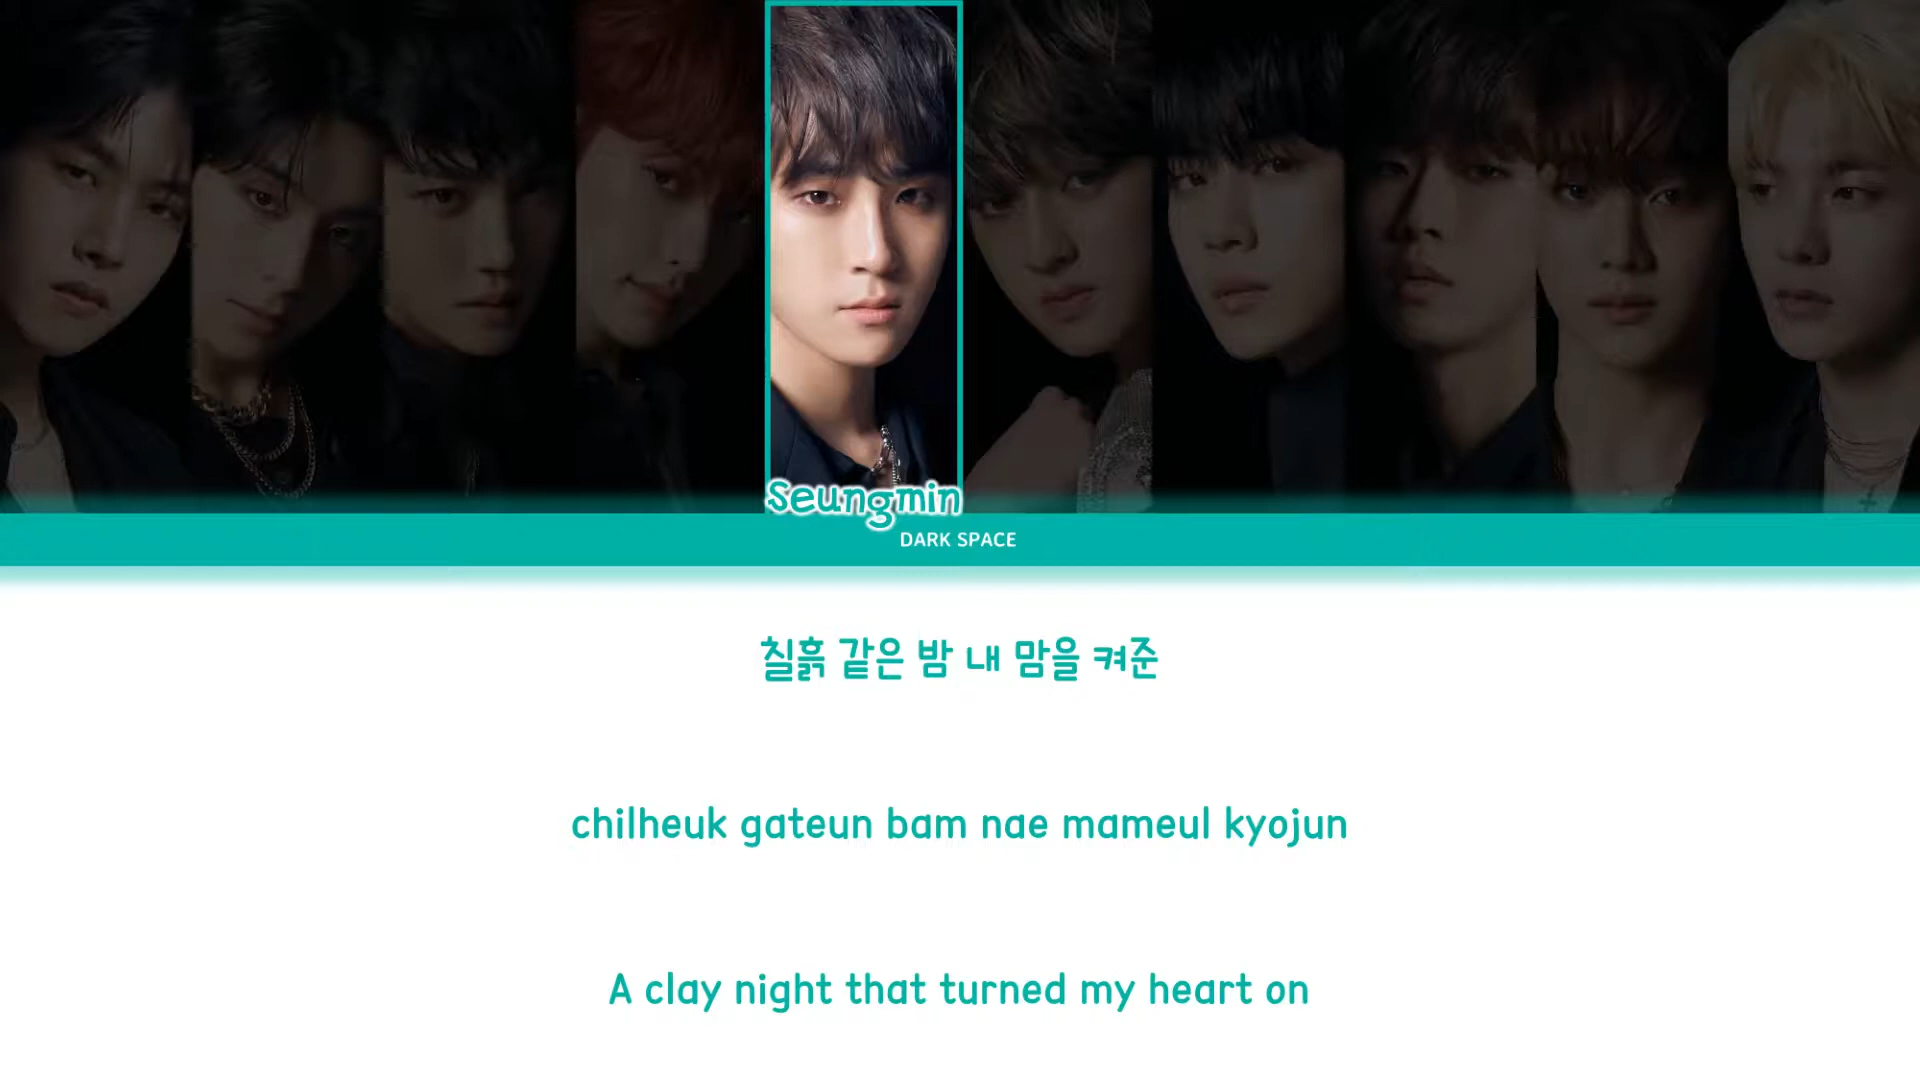 Seungmin
DARK SPACE
칠흙 같은 밤 내 맘을 켜준
chilheuk gateun bam nae mameul kyojun
A clay night that turned my heart on